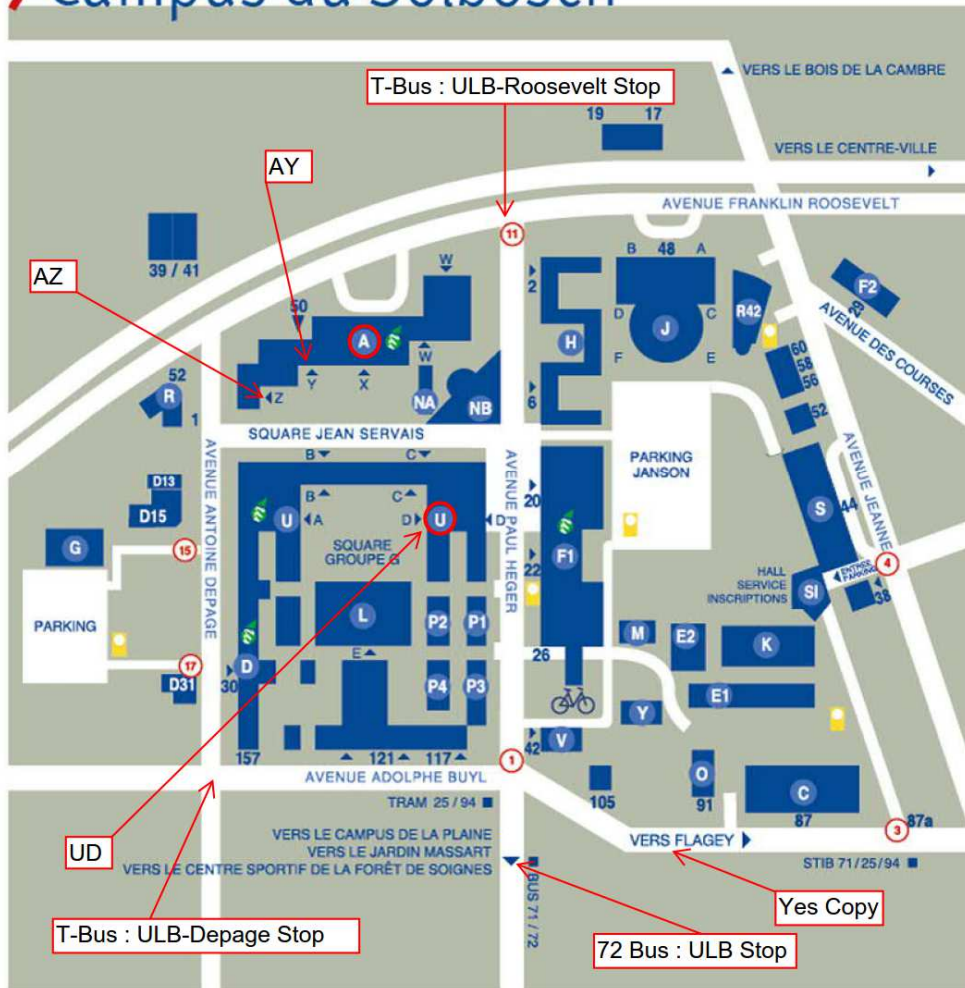 Campus du Solbosch
T-Bus : ULB-Roosevelt Stop
VERS LE BOIS DE LA CAMBRE
19 17
VERS LE CENTRE-VILLE
AY
AVENUE FRANKLIN ROOSEVELT
11
39 / 41
AZ
50
W
2
B 48 A
F2
29
A
W
H
D
J
C
R42
AVENUE DES COURSES
Y
X
F
E
60
58
56
52
R
1
Z
NA
NB
6
52
SQUARE JEAN SERVAIS
PARKING
JANSON
AVENUE JEANNE
B
C
AVENUE ANTOINE DEPAGE
AVENUE PAUL HEGER
D13
D15
20
B
C
U
A
D
U
D
S
44
G
15
SQUARE
GROUPE G
22
F1
4
HALL
SERVICE
INSCRIPTIONS
ENTRÉE
PARKING
SI
38
PARKING
L
P2
P1
M
E2
K
17
D
E
26
D31
30
P4
P3
E1
Y
42
V
157
121
117
1
O
C
AVENUE ADOLPHE BUYL
105
91
87
87a
TRAM 25 / 94
3
VERS LE CAMPUS DE LA PLAINE
VERS LE JARDIN MASSART
VERS LE CENTRE SPORTIF DE LA FORÊT DE SOIGNES
VERS FLAGEY
STIB 71/25/94
UD
BUS 71 / 72
Yes Copy
T-Bus : ULB-Depage Stop
72 Bus : ULB Stop